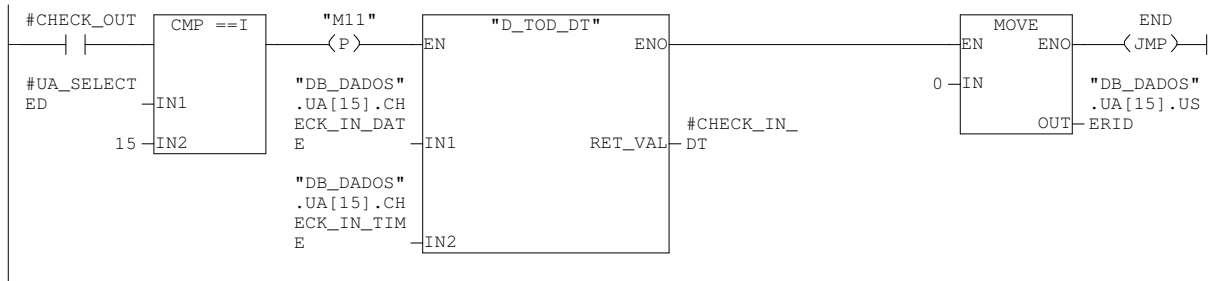 #CHECK_OUT
CMP ==I
#UA_SELECT
ED
IN1
15
IN2
"M11"
P
"D_TOD_DT"
EN
ENO
"DB_DADOS"
.UA[15].CH
ECK_IN_DAT
E
IN1
RET_VAL
#CHECK_IN_
DT
"DB_DADOS"
.UA[15].CH
ECK_IN_TIM
E
IN2
MOVE
EN
ENO
0
IN
OUT
"DB_DADOS"
.UA[15].US
ERID
END
JMP